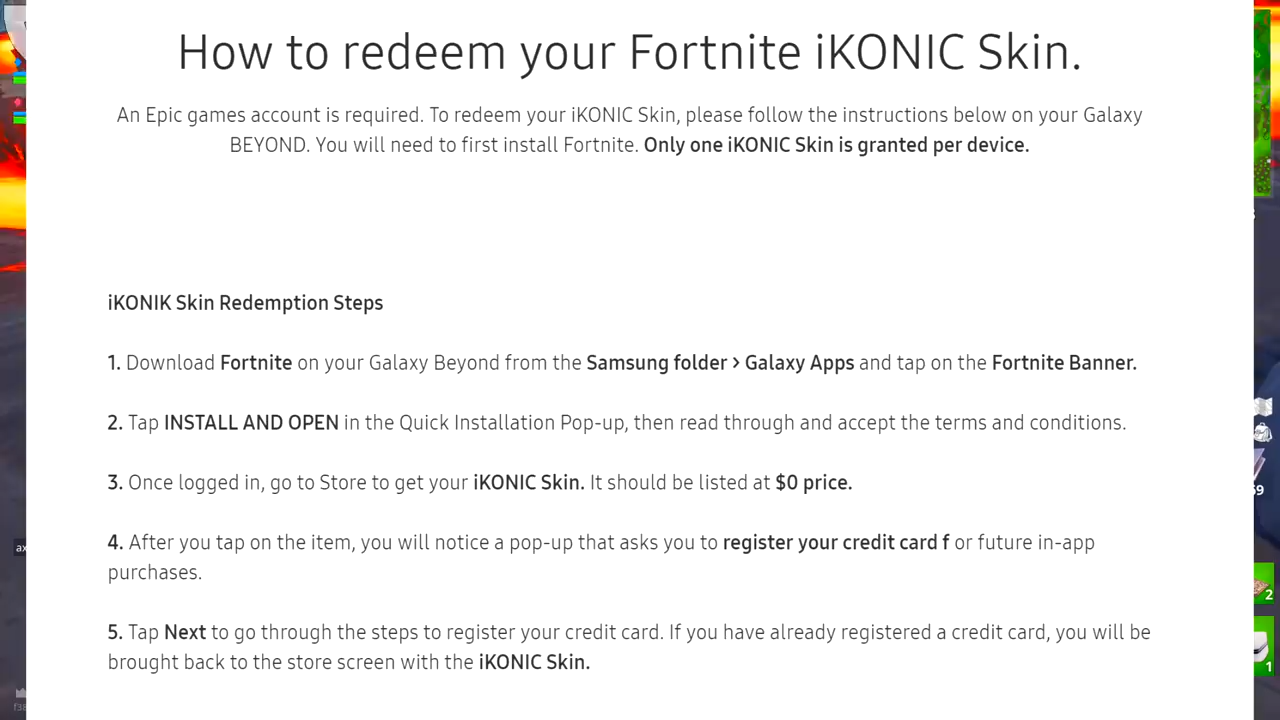 How to redeem your Fortnite iKONIC Skin.
An Epic games account is required. To redeem your iKONIC Skin, please follow the instructions below on your Galaxy
BEYOND. You will need to first install Fortnite. Only one iKONIC Skin is granted per device.
iKONIK Skin Redemption Steps
1. Download Fortnite on your Galaxy Beyond from the Samsung folder > Galaxy Apps and tap on the Fortnite Banner.
2. Tap INSTALL AND OPEN in the Quick Installation Pop-up, then read through and accept the terms and conditions.
3. Once logged in, go to Store to get your iKONIC Skin. It should be listed at $0 price.
4. After you tap on the item, you will notice a pop-up that asks you to register your credit card f or future in-app
purchases.
5. Tap Next to go through the steps to register your credit card. If you have already registered a credit card, you will be
brought back to the store screen with the iKONIC Skin.
2
1